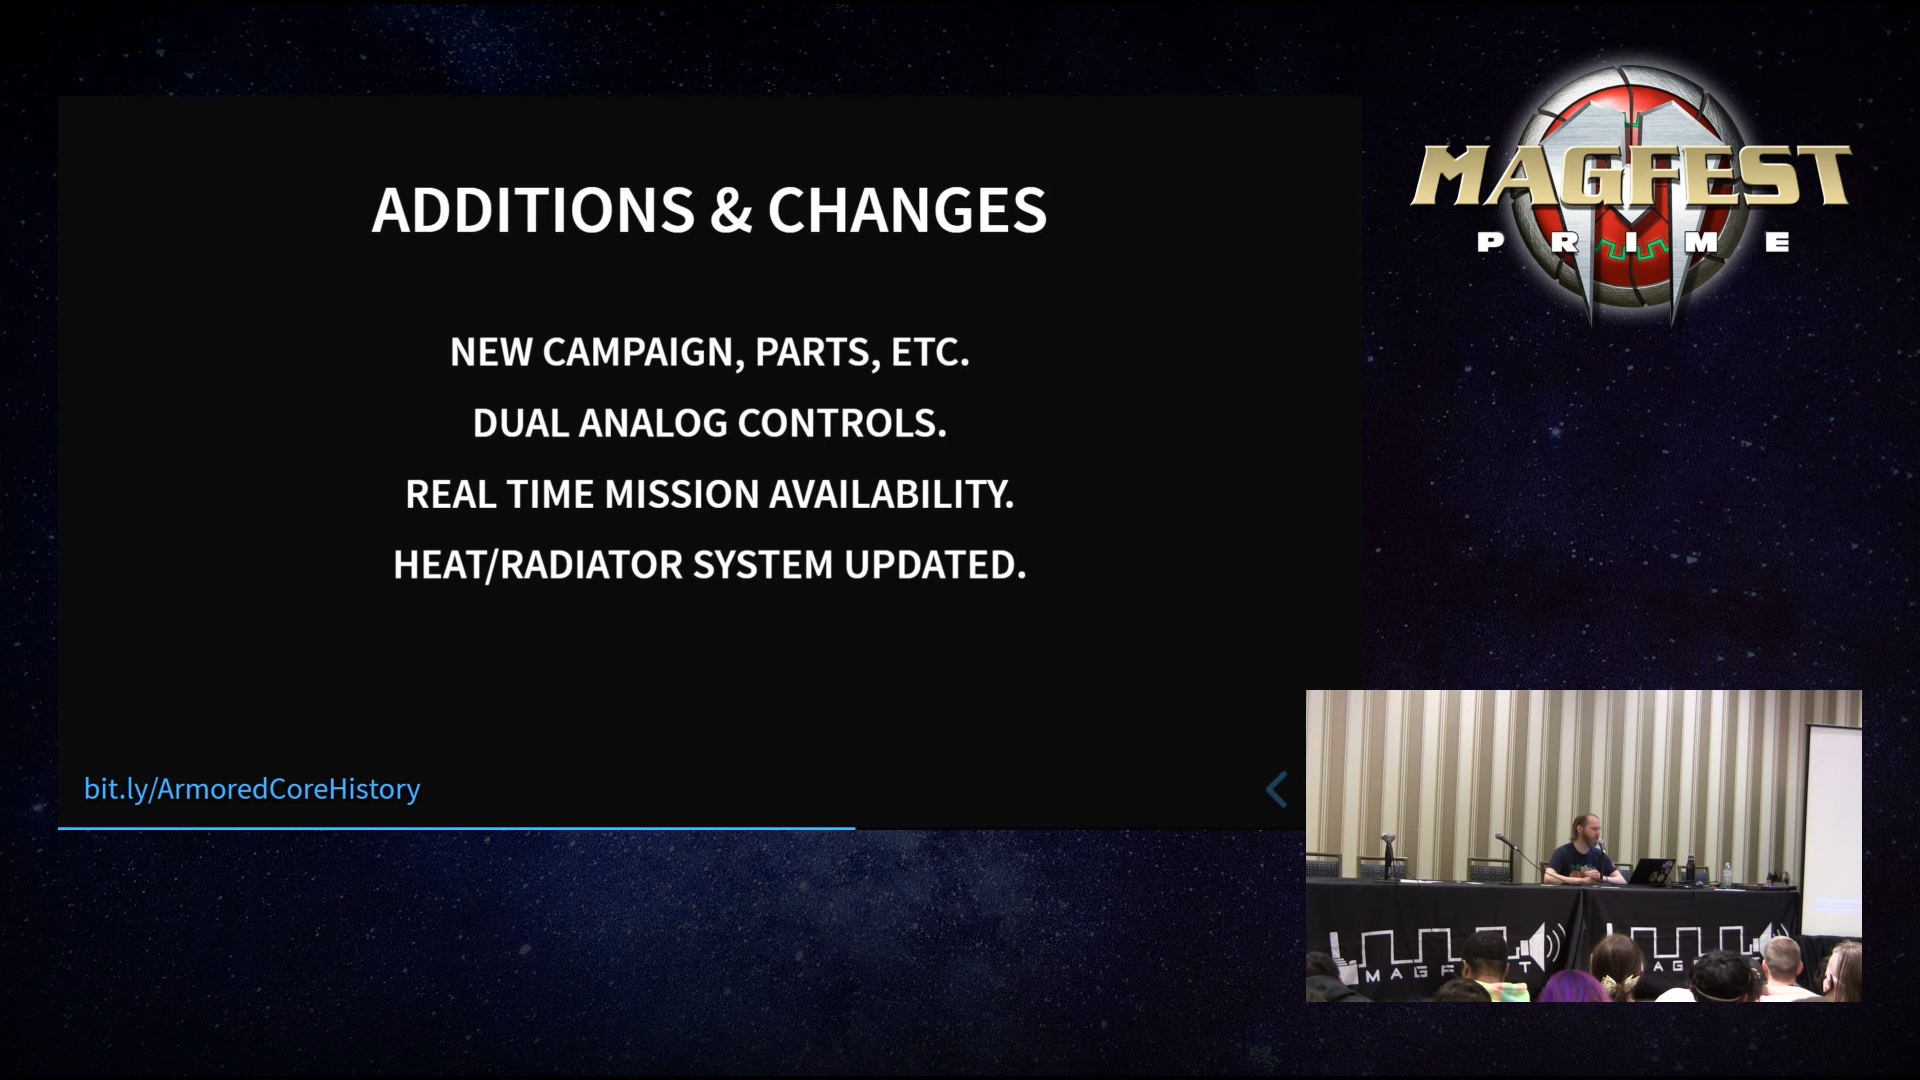 ADDITIONS & CHANGES
NEW CAMPAIGN, PARTS, ETC.
DUAL ANALOG CONTROLS.
REAL TIME MISSION AVAILABILITY.
HEAT/RADIATOR SYSTEM UPDATED.
bit.ly/ArmoredCoreHistory
MAGFEST
PRIME